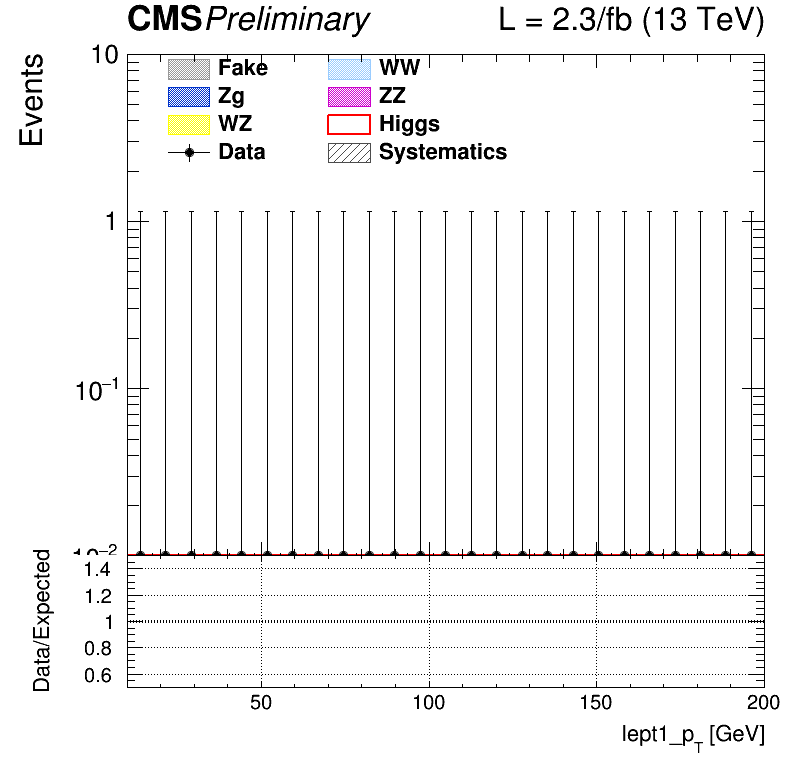 CMS Preliminary L = 2.3/fb (13 TeV)
Events
10
1
10⁻¹
10⁻²
Fake WW
Zg ZZ
WZ Higgs
Data Systematics
Data/Expected
1.4
1.2
1
0.8
0.6
50 100 150 200
lept1_p_T [GeV]